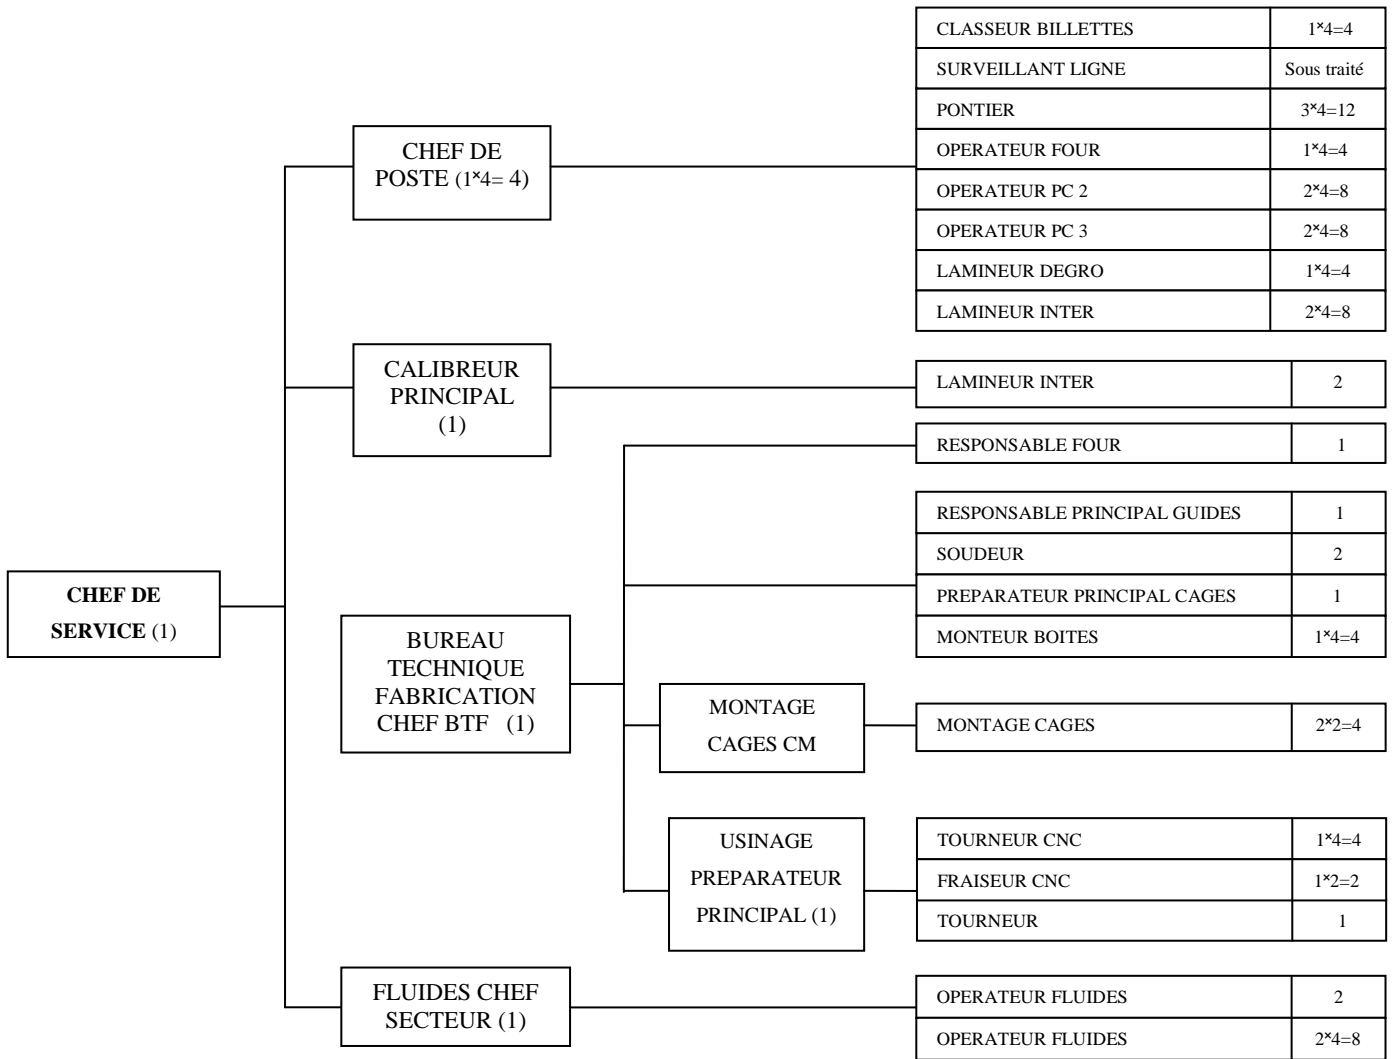 CLASSEUR BILLETTES 1*4=4
SURVEILLANT LIGNE Sous traité
PONTIER 3*4=12
OPERATEUR FOUR 1*4=4
OPERATEUR PC 2 2*4=8
OPERATEUR PC 3 2*4=8
LAMINEUR DEGRO 1*4=4
LAMINEUR INTER 2*4=8
CHEF DE
POSTE (1*4= 4)
CALIBREUR
PRINCIPAL
(1)
LAMINEUR INTER 2
RESPONSABLE FOUR 1
RESPONSABLE PRINCIPAL GUIDES 1
SOUDEUR 2
PREPARATEUR PRINCIPAL CAGES 1
MONTEUR BOITES 1*4=4
CHEF DE
SERVICE (1)
BUREAU
TECHNIQUE
FABRICATION
CHEF BTF (1)
MONTAGE
CAGES CM
MONTAGE CAGES 2*2=4
USINAGE
PREPARATEUR
PRINCIPAL (1)
TOURNEUR CNC 1*4=4
FRAISEUR CNC 1*2=2
TOURNEUR 1
FLUIDES CHEF
SECTEUR (1)
OPERATEUR FLUIDES 2
OPERATEUR FLUIDES 2*4=8